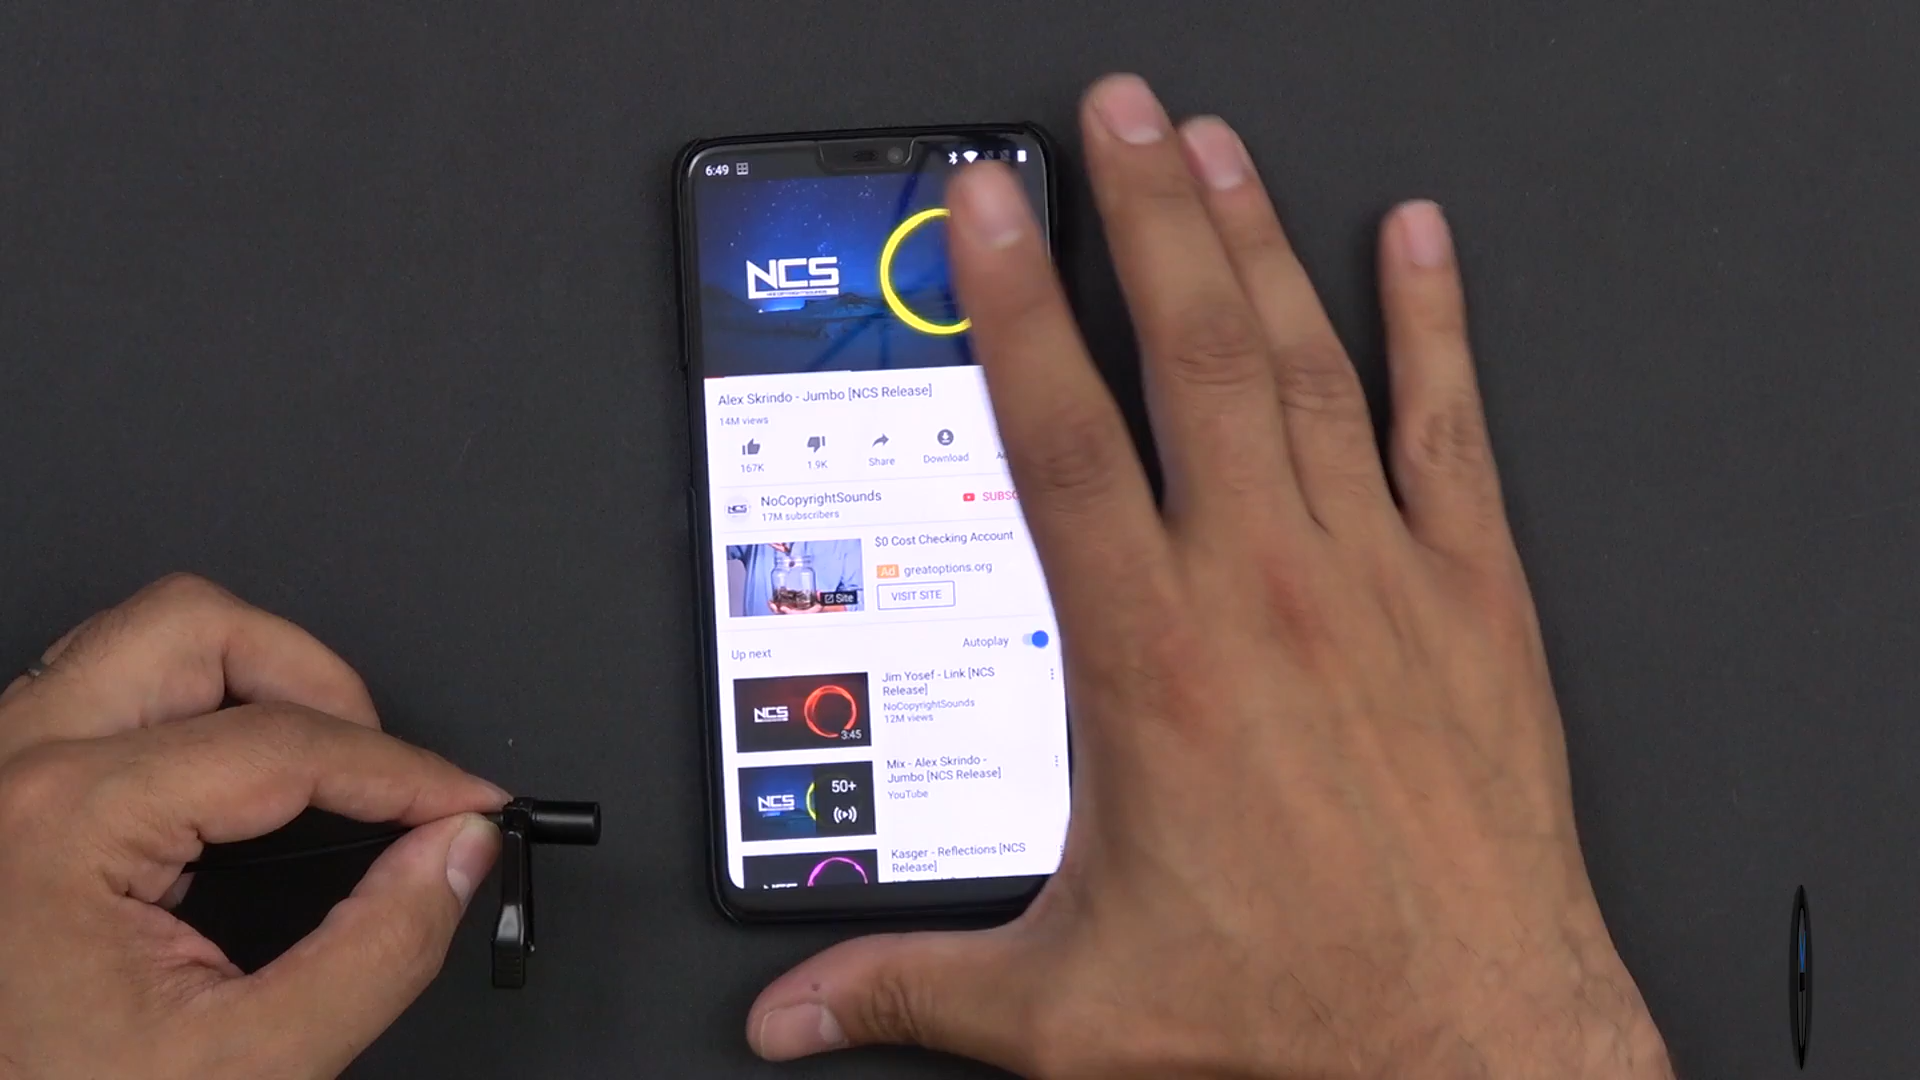 6:49
NCS
Alex Skrindo - Jumbo [NCS Release]
14M views
167K
1.9K
Share
Download
NCS
NoCopyrightSounds
17M subscribers
$0 Cost Checking Account
Ad greatoptions.org
Site
VISIT SITE
Autoplay
Up next
Jim Yosef - Link [NCS
Release]
NoCopyrightSounds
12M views
NCS
3:45
Mix - Alex Skrindo -
Jumbo [NCS Release]
YouTube
50+
NCS
Kasger - Reflections [NCS
Release]